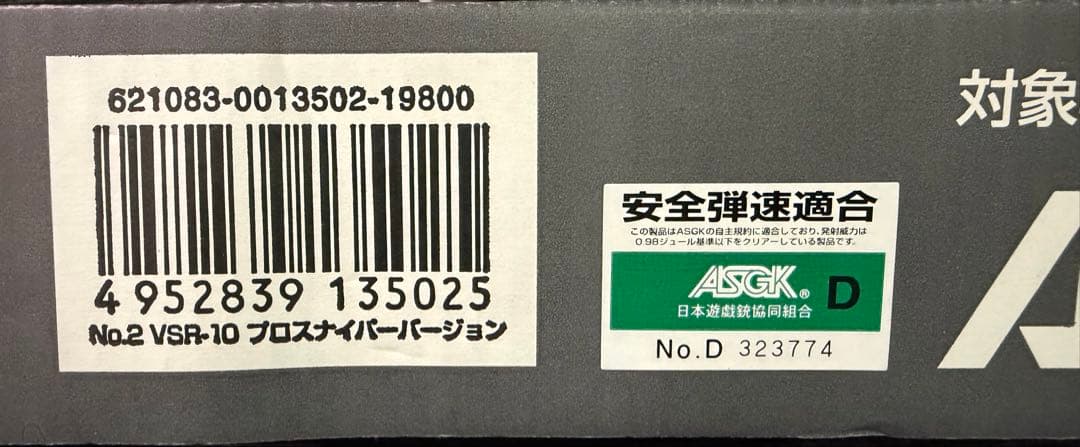 621083-0013502-19800
4 952839 135025
No.2 VSR-10 プロスナイパーバージョン
対象
安全弾速適合
この製品はASGKの自主規約に適合しており、発射威力は
0.98ジュール基準以下をクリアーしている製品です。
ASGK® D
日本遊戯銃協同組合
No.D 323774